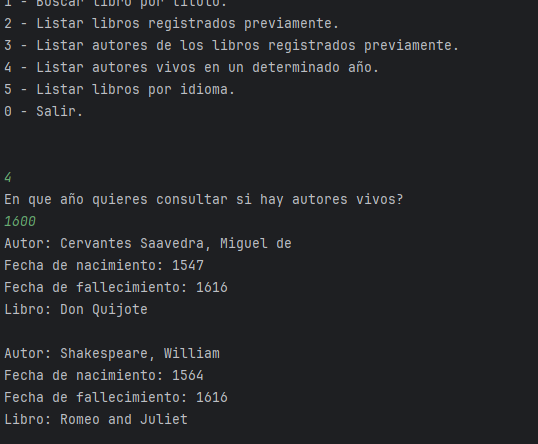 1 - Buscar libro por título.
2 - Listar libros registrados previamente.
3 - Listar autores de los libros registrados previamente.
4 - Listar autores vivos en un determinado año.
5 - Listar libros por idioma.
0 - Salir.
4
En que año quieres consultar si hay autores vivos?
1600
Autor: Cervantes Saavedra, Miguel de
Fecha de nacimiento: 1547
Fecha de fallecimiento: 1616
Libro: Don Quijote
Autor: Shakespeare, William
Fecha de nacimiento: 1564
Fecha de fallecimiento: 1616
Libro: Romeo and Juliet